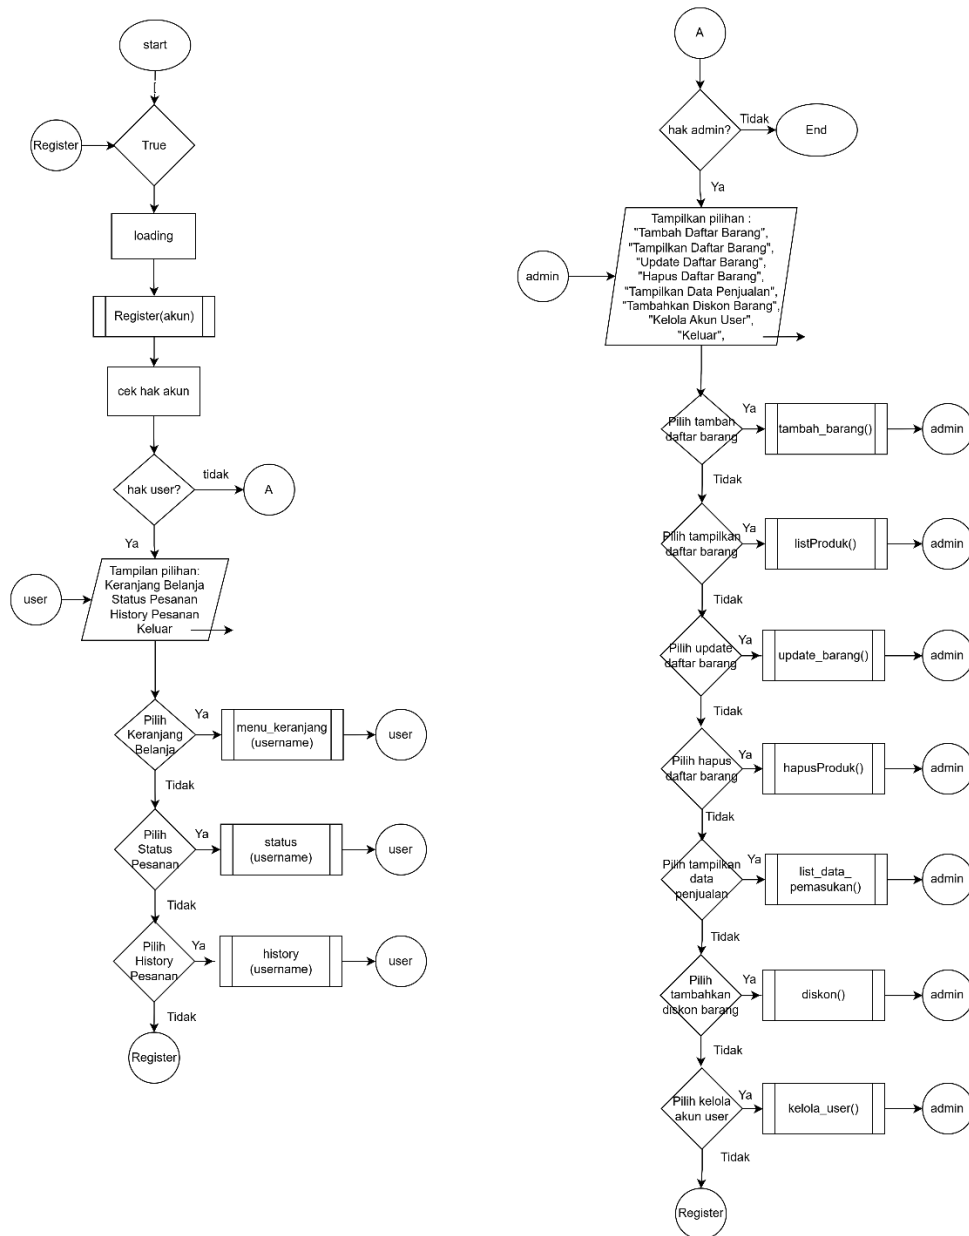 start
Register
True
loading
Register(akun)
cek hak akun
hak user?
tidak
A
Ya
user
Tampilan pilihan:
Keranjang Belanja
Status Pesanan
History Pesanan
Keluar
Pilih
Keranjang
Belanja
Ya
menu_keranjang
(username)
user
Tidak
Pilih
Status
Pesanan
Ya
status
(username)
user
Tidak
Pilih
History
Pesanan
Ya
history
(username)
user
Tidak
Register
A
hak admin?
Tidak
End
Ya
admin
Tampilkan pilihan :
"Tambah Daftar Barang",
"Tampilkan Daftar Barang",
"Update Daftar Barang",
"Hapus Daftar Barang",
"Tampilkan Data Penjualan",
"Tambahkan Diskon Barang",
"Kelola Akun User",
"Keluar",
Pilih tambah
daftar barang
Ya
tambah_barang()
admin
Tidak
Pilih tampilkan
daftar barang
Ya
listProduk()
admin
Tidak
Pilih update
daftar barang
Ya
update_barang()
admin
Tidak
Pilih hapus
daftar barang
Ya
hapusProduk()
admin
Tidak
Pilih tampilkan
data
penjualan
Ya
list_data_
pemasukan()
admin
Tidak
Pilih
tambahkan
diskon barang
Ya
diskon()
admin
Tidak
Pilih kelola
akun user
Ya
kelola_user()
admin
Tidak
Register